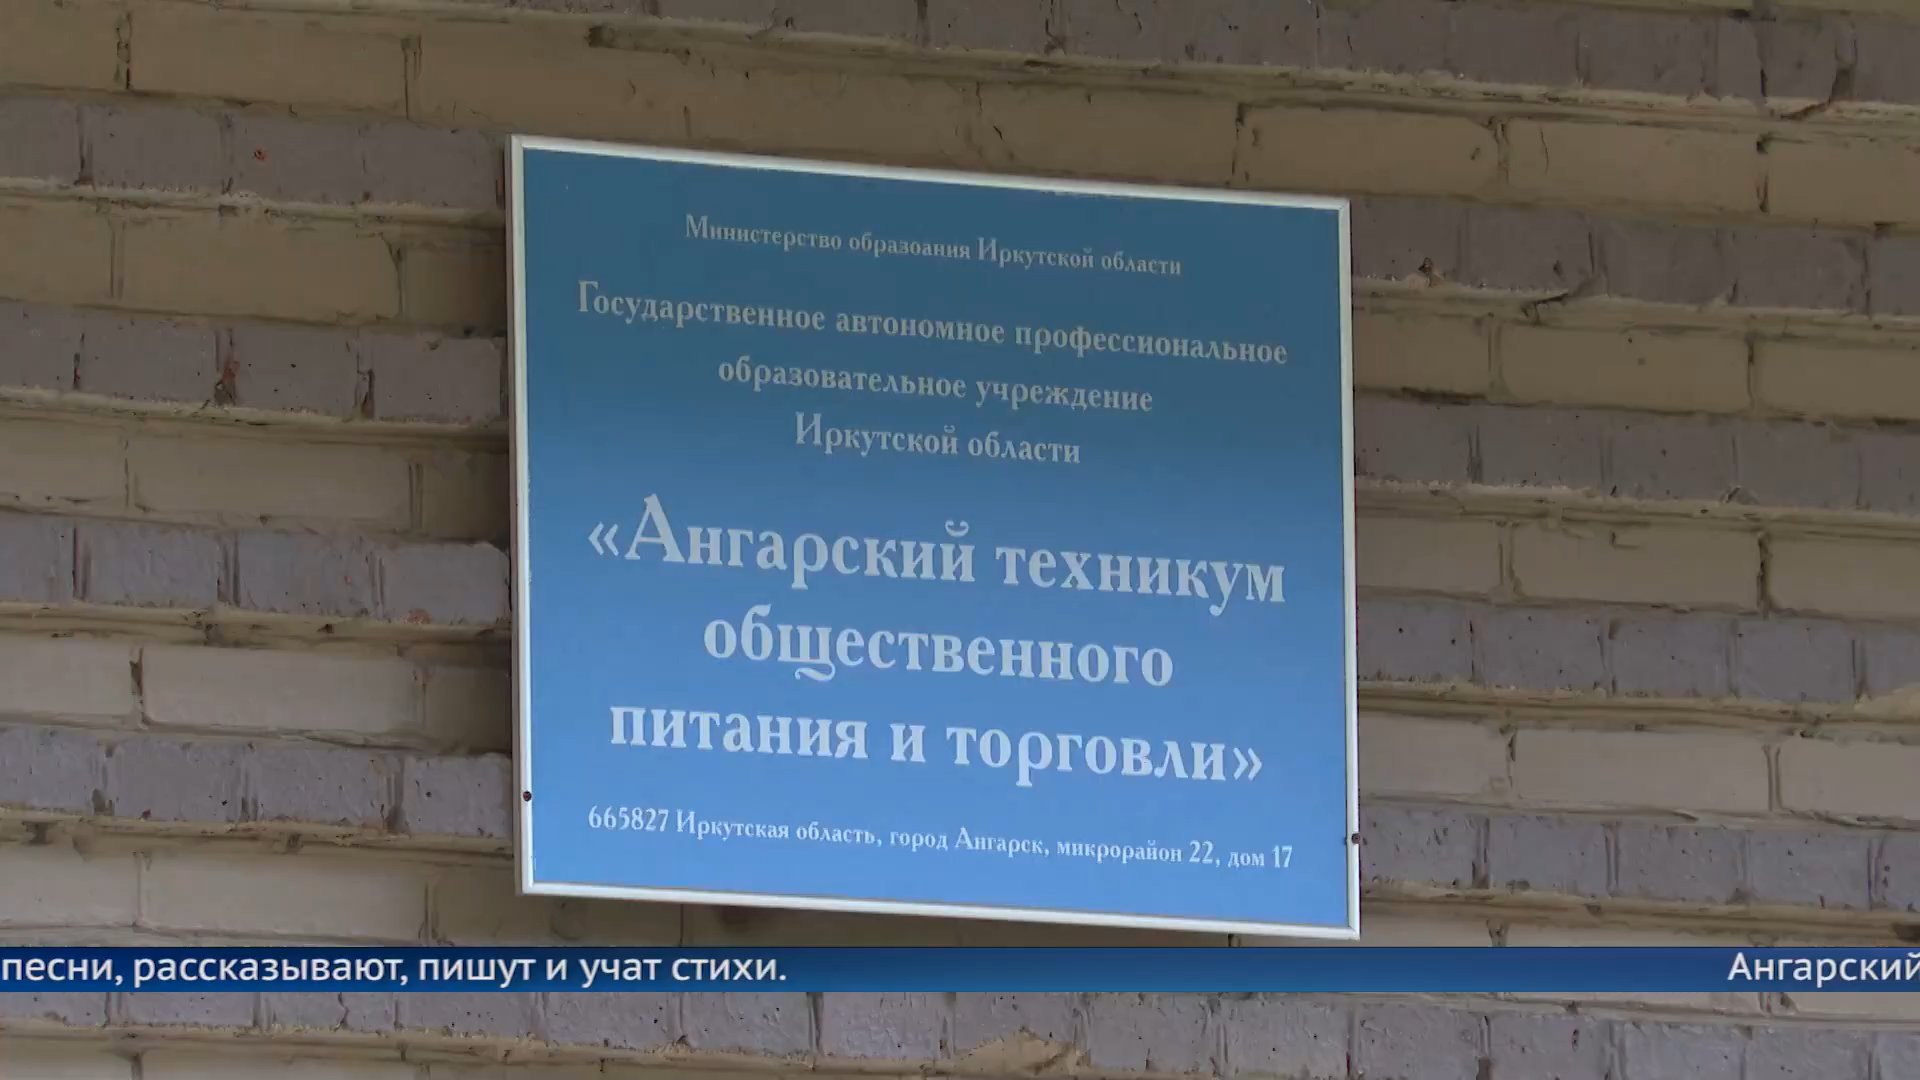 Министерство образоания Иркутской области
Государственное автономное профессиональное
образовательное учреждение
Иркутской области
«Ангарский техникум
общественного
питания и торговли»
665827 Иркутская область, город Ангарск, микрорайон 22, дом 17
песни, рассказывают, пишут и учат стихи. Ангарский